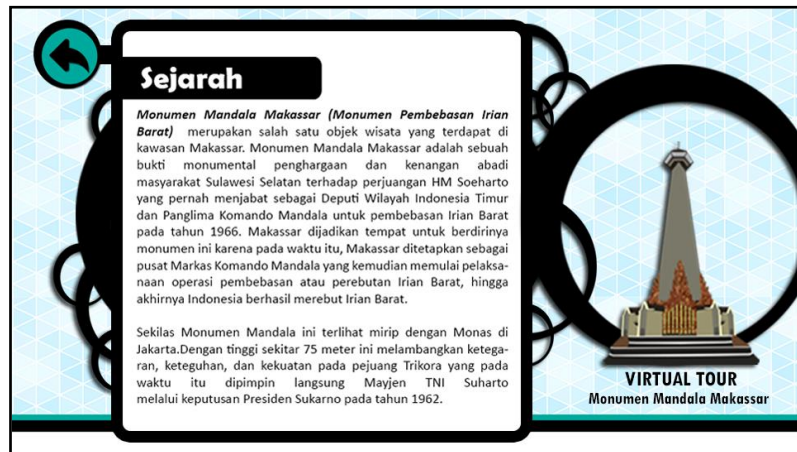 Sejarah
Monumen Mandala Makassar (Monumen Pembebasan Irian
Barat) merupakan salah satu objek wisata yang terdapat di
kawasan Makassar. Monumen Mandala Makassar adalah sebuah
bukti monumental penghargaan dan kenangan abadi
masyarakat Sulawesi Selatan terhadap perjuangan HM Soeharto
yang pernah menjabat sebagai Deputi Wilayah Indonesia Timur
dan Panglima Komando Mandala untuk pembebasan Irian Barat
pada tahun 1966. Makassar dijadikan tempat untuk berdirinya
monumen ini karena pada waktu itu, Makassar ditetapkan sebagai
pusat Markas Komando Mandala yang kemudian memulai pelaksa-
naan operasi pembebasan atau perebutan Irian Barat, hingga
akhirnya Indonesia berhasil merebut Irian Barat.
Sekilas Monumen Mandala ini terlihat mirip dengan Monas di
Jakarta.Dengan tinggi sekitar 75 meter ini melambangkan ketega-
ran, keteguhan, dan kekuatan pada pejuang Trikora yang pada
waktu itu dipimpin langsung Mayjen TNI Suharto
melalui keputusan Presiden Sukarno pada tahun 1962.
VIRTUAL TOUR
Monumen Mandala Makassar